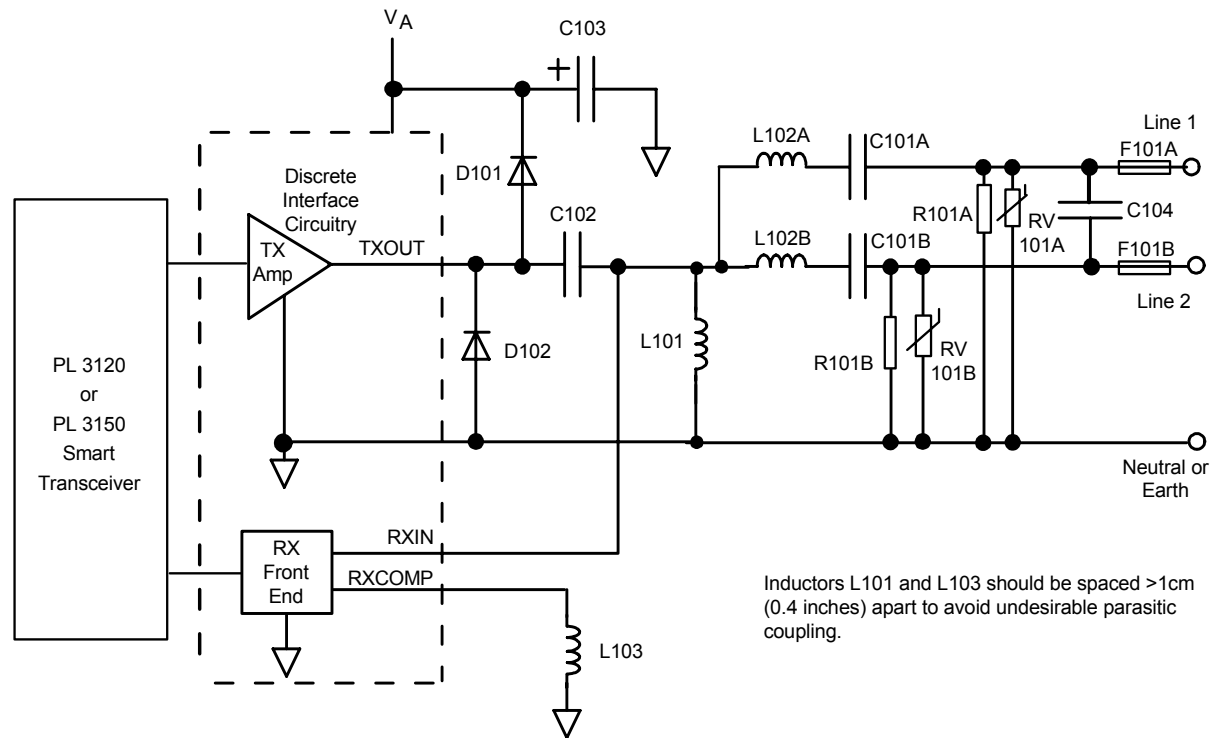 VA
C103
+
Discrete
Interface
Circuitry
D101
L102A
C101A
Line 1
F101A
TX
Amp
TXOUT
C102
R101A
RV
101A
C104
L102B
C101B
F101B
Line 2
PL 3120
or
PL 3150
Smart
Transceiver
D102
L101
R101B
RV
101B
Neutral or
Earth
RX
Front
End
RXIN
RXCOMP
L103
Inductors L101 and L103 should be spaced >1cm
(0.4 inches) apart to avoid undesirable parasitic
coupling.